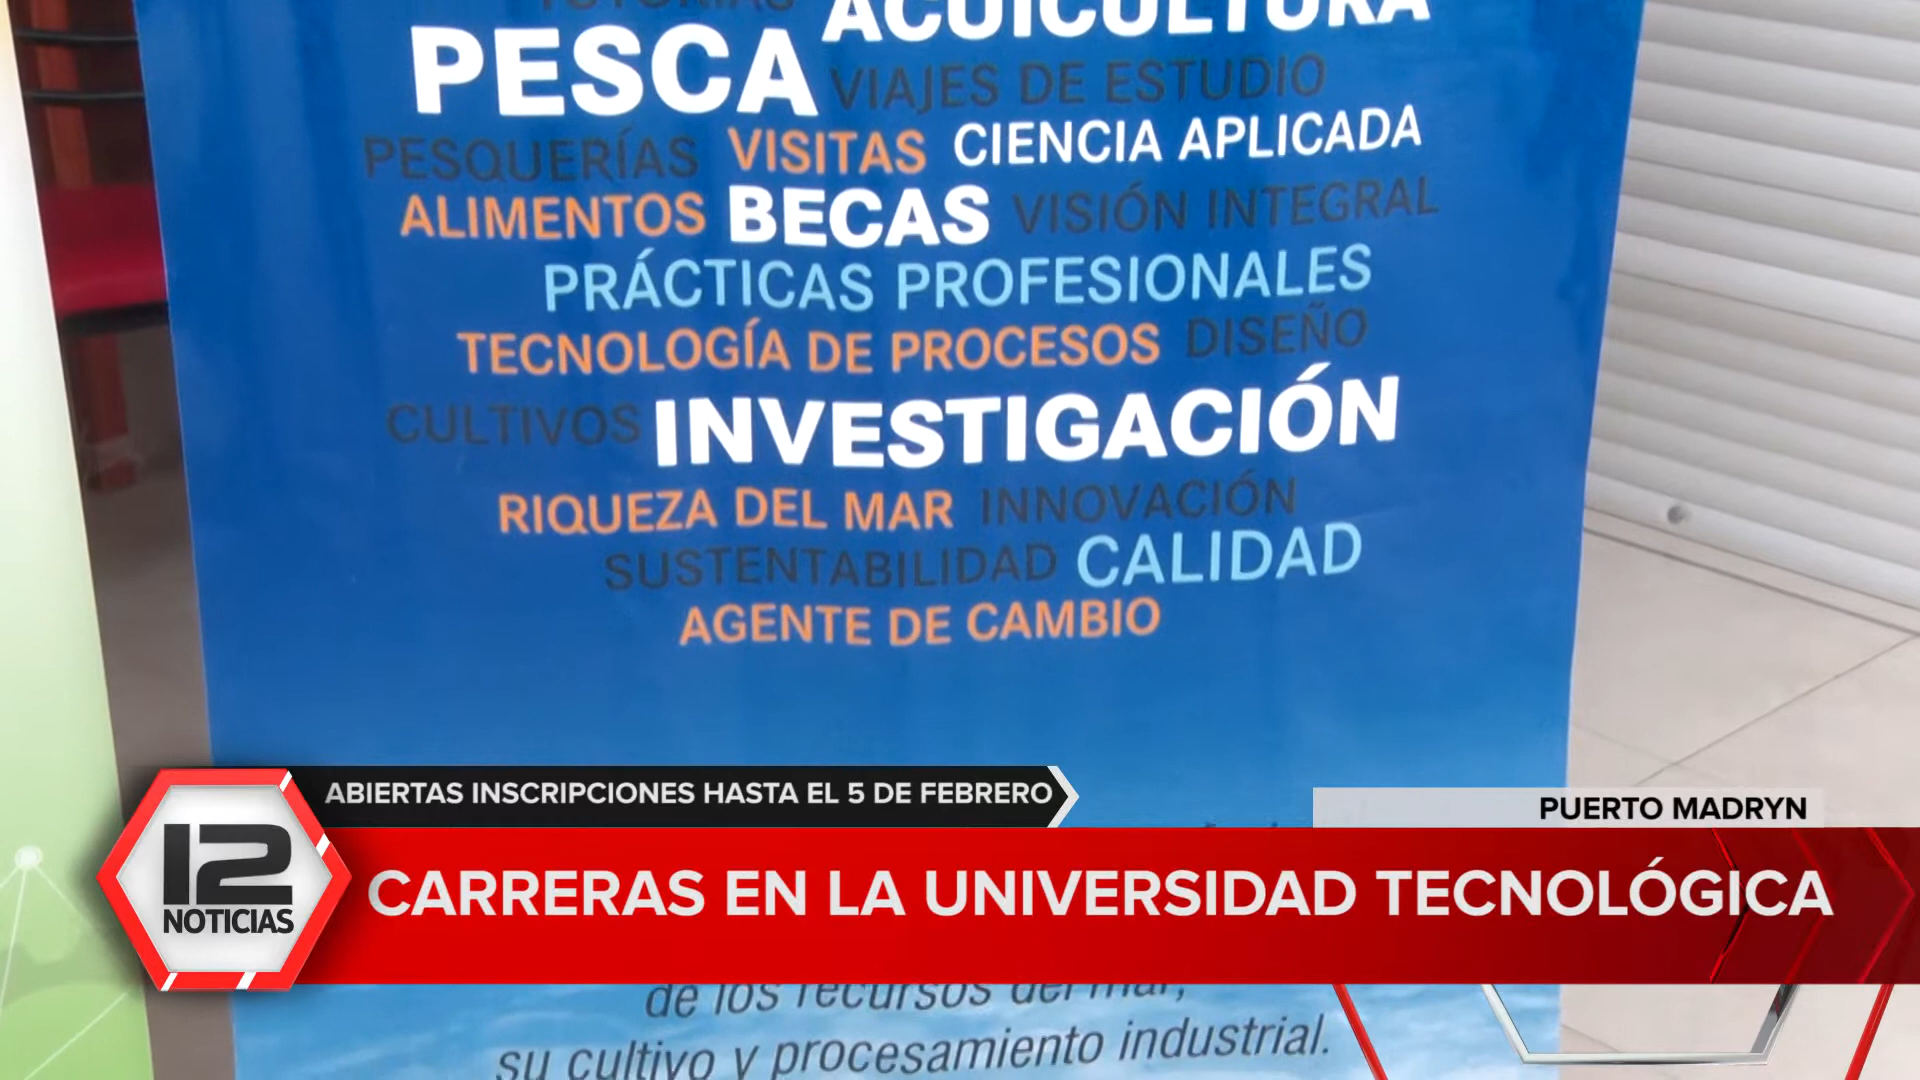 TUTORÍAS ACUICULTURA
PESCA VIAJES DE ESTUDIO
PESQUERÍAS VISITAS CIENCIA APLICADA
ALIMENTOS BECAS VISIÓN INTEGRAL
PRÁCTICAS PROFESIONALES
TECNOLOGÍA DE PROCESOS DISEÑO
CULTIVOS INVESTIGACIÓN
RIQUEZA DEL MAR INNOVACIÓN
SUSTENTABILIDAD CALIDAD
AGENTE DE CAMBIO
ABIERTAS INSCRIPCIONES HASTA EL 5 DE FEBRERO
PUERTO MADRYN
12
NOTICIAS
CARRERAS EN LA UNIVERSIDAD TECNOLÓGICA
de los recursos del mar,
su cultivo y procesamiento industrial.